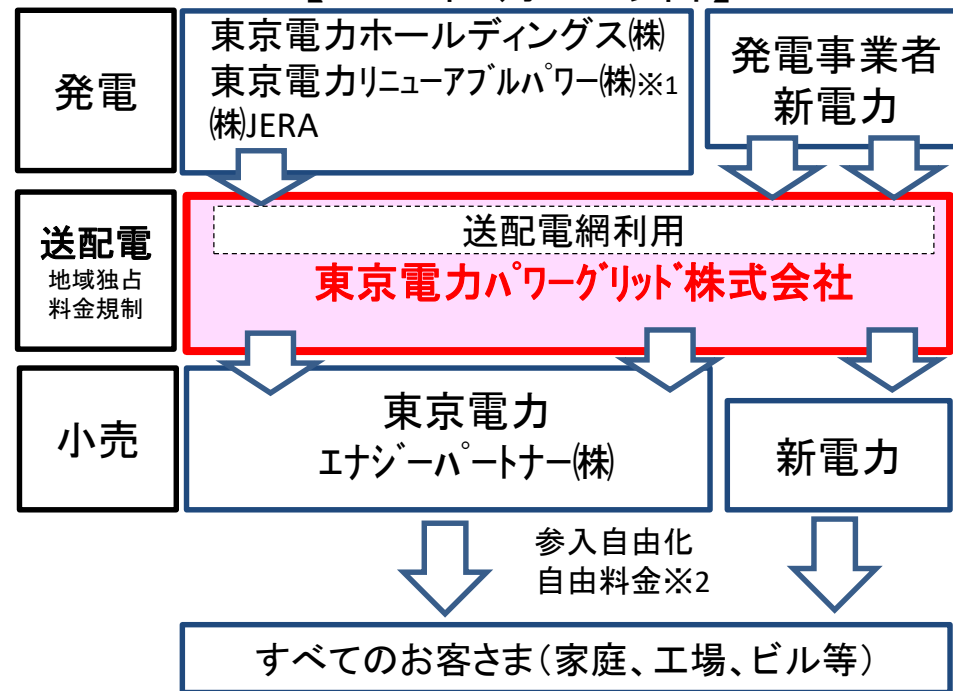 発電
東京電力ホールディングス㈱
東京電力リニューアブルパワー㈱※1
㈱JERA
発電事業者
新電力
送配電
地域独占
料金規制
送配電網利用
東京電力ﾊﾟﾜｰｸﾞﾘｯﾄﾞ株式会社
小売
東京電力
ｴﾅｼﾞｰﾊﾟｰﾄﾅｰ㈱
新電力
参入自由化
自由料金※2
すべてのお客さま（家庭、工場、ビル等）